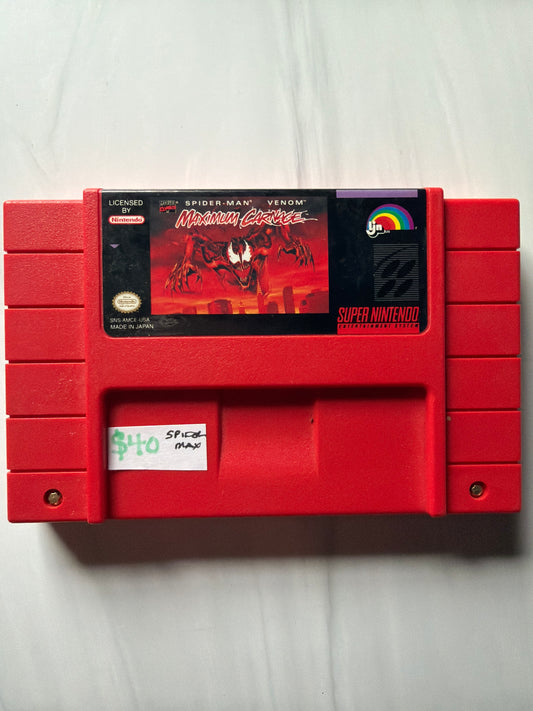 LICENSED
BY
Nintendo
SPIDER-MAN VENOM
MAXIMUM CARNAGE
LJN
SNS-AMCE-USA
MADE IN JAPAN
SUPER NINTENDO
ENTERTAINMENT SYSTEM
$40
MAX